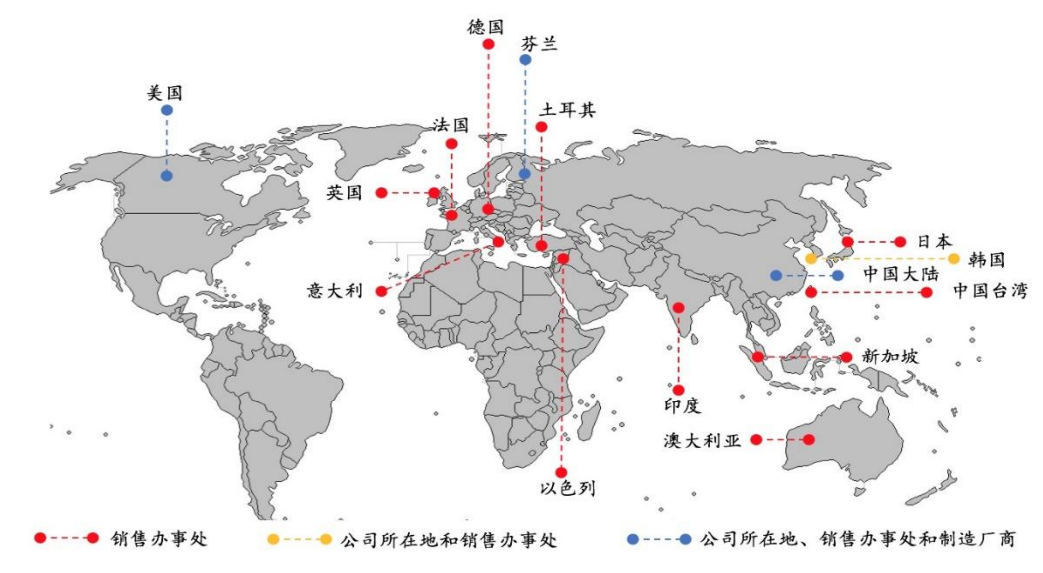 德国
芬兰
美国
土耳其
法国
英国
日本
韩国
意大利
中国大陆
中国台湾
新加坡
印度
澳大利亚
以色列
销售办事处
公司所在地和销售办事处
公司所在地、销售办事处和制造厂商